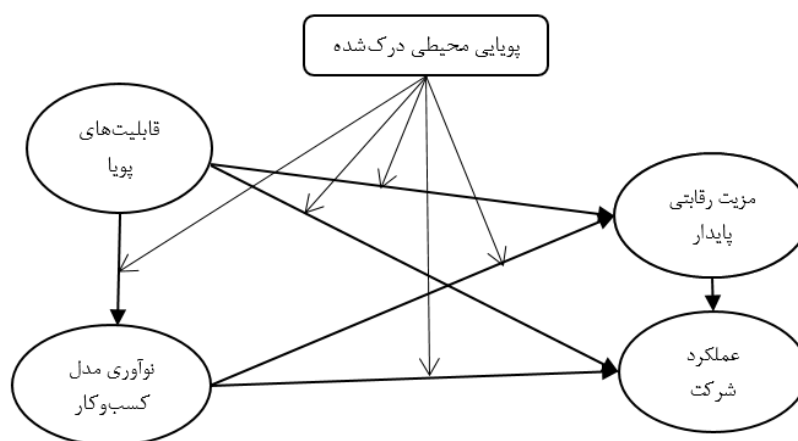 پویایی محیطی درک‌شده
قابلیت‌های
پویا
مزیت رقابتی
پایدار
نوآوری مدل
کسب‌وکار
عملکرد
شرکت